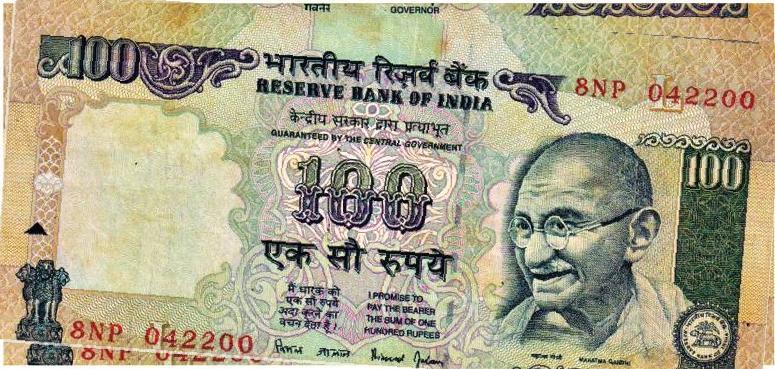 गवर्नर GOVERNOR
100
भारतीय रिज़र्व बैंक
RESERVE BANK OF INDIA
8NP 042200
केन्द्रीय सरकार द्वारा प्रत्याभूत
GUARANTEED BY THE CENTRAL GOVERNMENT
100
100
एक सौ रुपये
मैं धारक को
एक सौ रुपये
अदा करने का
वचन देता हूँ।
I PROMISE TO
PAY THE BEARER
THE SUM OF ONE
HUNDRED RUPEES
8NP 042200
8NP 042200
विमल जालान Bimal Jalan
महात्मा गांधी MAHATMA GANDHI